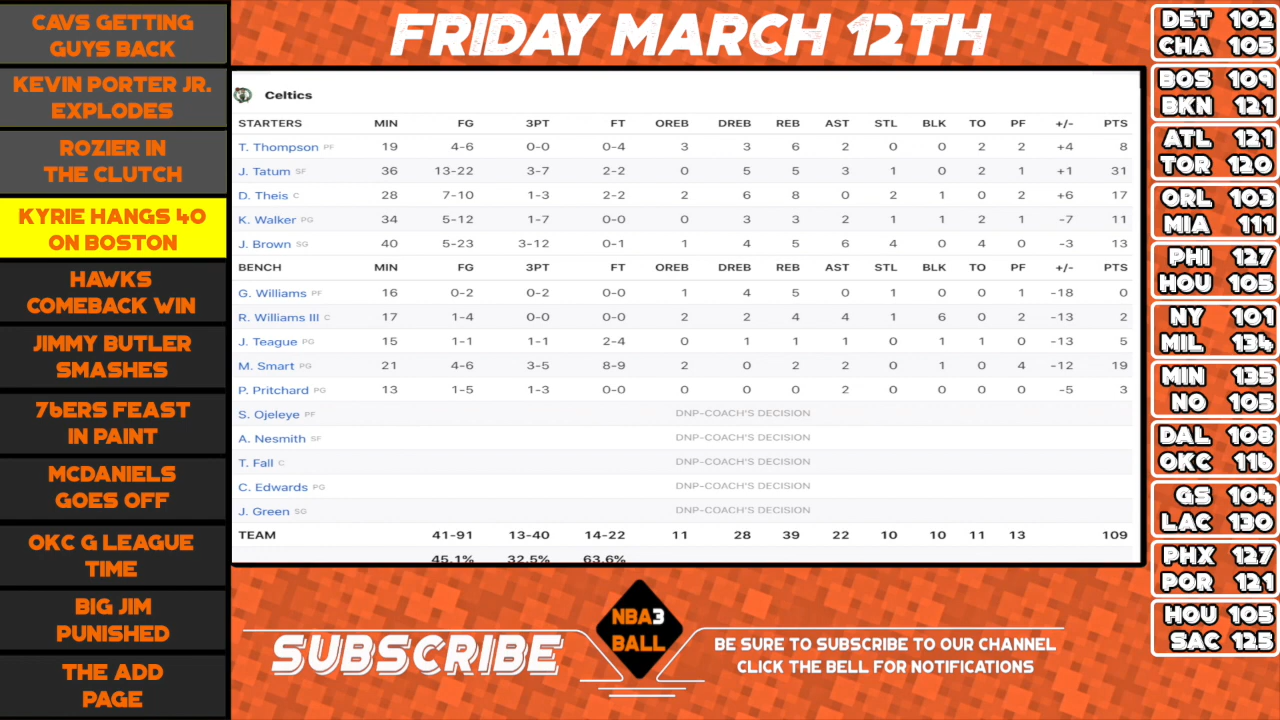 CAVS GETTING
GUYS BACK
KEVIN PORTER JR.
EXPLODES
ROZIER IN
THE CLUTCH
KYRIE HANGS 40
ON BOSTON
HAWKS
COMEBACK WIN
JIMMY BUTLER
SMASHES
76ERS FEAST
IN PAINT
MCDANIELS
GOES OFF
OKC G LEAGUE
TIME
BIG JIM
PUNISHED
THE ADD
PAGE
FRIDAY MARCH 12TH
Celtics
STARTERS MIN FG 3PT FT OREB DREB REB AST STL BLK TO PF +/- PTS
T. Thompson PF 19 4-6 0-0 0-4 3 3 6 2 0 0 2 2 +4 8
J. Tatum SF 36 13-22 3-7 2-2 0 5 5 3 1 0 2 1 +1 31
D. Theis C 28 7-10 1-3 2-2 2 6 8 0 2 1 0 2 +6 17
K. Walker PG 34 5-12 1-7 0-0 0 3 3 2 1 1 2 1 -7 11
J. Brown SG 40 5-23 3-12 0-1 1 4 5 6 4 0 4 0 -3 13
BENCH MIN FG 3PT FT OREB DREB REB AST STL BLK TO PF +/- PTS
G. Williams PF 16 0-2 0-2 0-0 1 4 5 0 1 0 0 1 -18 0
R. Williams III C 17 1-4 0-0 0-0 2 2 4 4 1 6 0 2 -13 2
J. Teague PG 15 1-1 1-1 2-4 0 1 1 1 0 1 1 0 -13 5
M. Smart PG 21 4-6 3-5 8-9 2 0 2 2 0 1 0 4 -12 19
P. Pritchard PG 13 1-5 1-3 0-0 0 0 0 2 0 0 0 0 -5 3
S. Ojeleye PF DNP-COACH'S DECISION
A. Nesmith SF DNP-COACH'S DECISION
T. Fall C DNP-COACH'S DECISION
C. Edwards PG DNP-COACH'S DECISION
J. Green SG DNP-COACH'S DECISION
TEAM 41-91 13-40 14-22 11 28 39 22 10 10 11 13 109
45.1% 32.5% 63.6%
SUBSCRIBE
NBA3
BALL
BE SURE TO SUBSCRIBE TO OUR CHANNEL
CLICK THE BELL FOR NOTIFICATIONS
DET 102
CHA 105
BOS 109
BKN 121
ATL 121
TOR 120
ORL 103
MIA 111
PHI 127
HOU 105
NY 101
MIL 134
MIN 135
NO 105
DAL 108
OKC 116
GS 104
LAC 130
PHX 127
POR 121
HOU 105
SAC 125